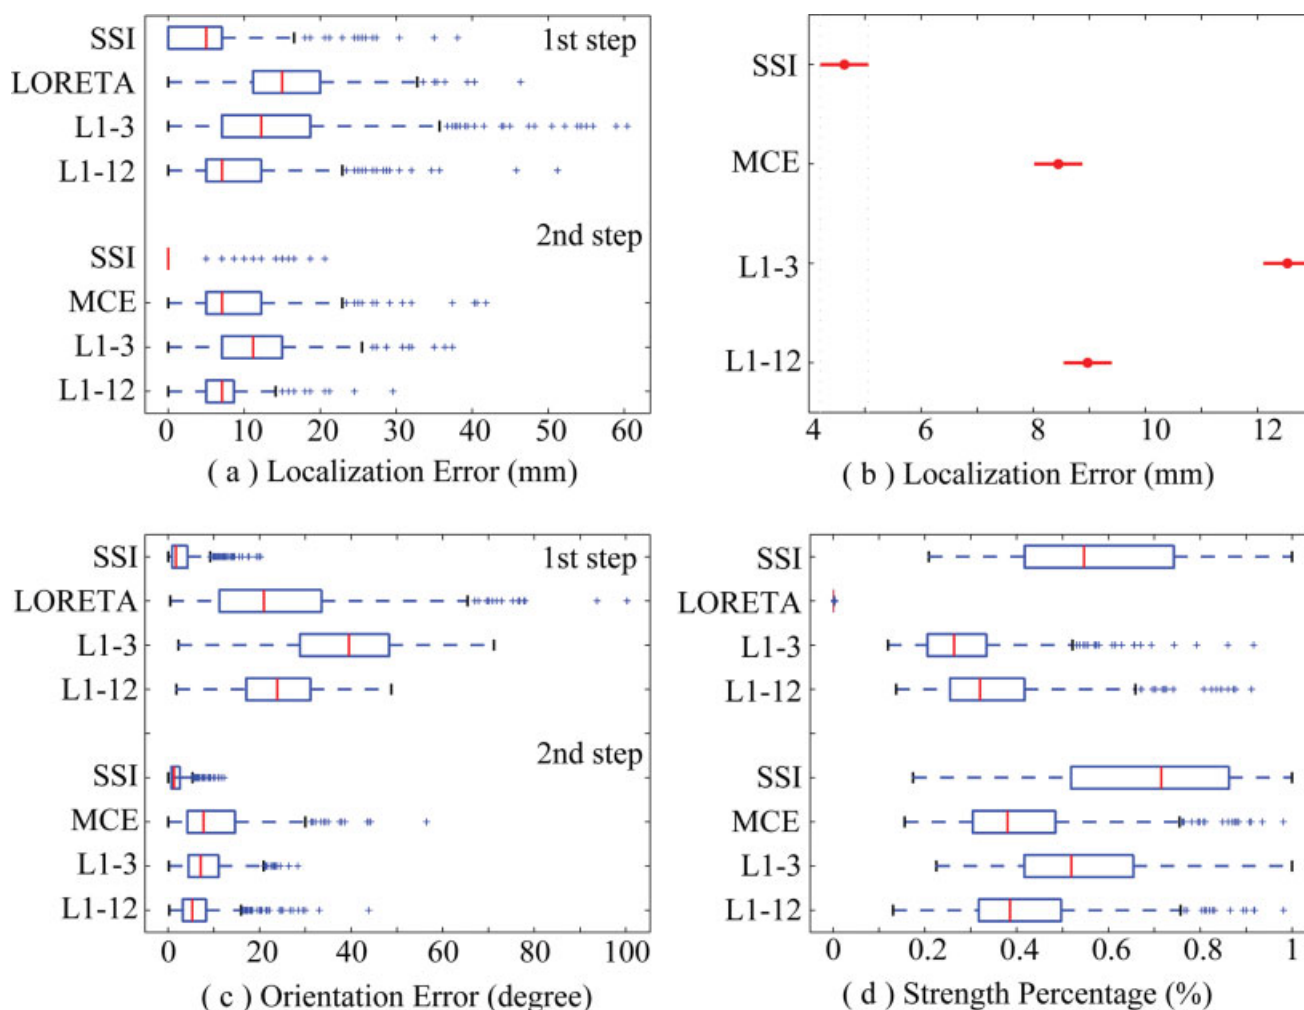 SSI
1st step
LORETA
L1-3
L1-12
2nd step
SSI
MCE
L1-3
L1-12
0 10 20 30 40 50 60
( a ) Localization Error (mm)
SSI
MCE
L1-3
L1-12
4 6 8 10 12
( b ) Localization Error (mm)
SSI
1st step
LORETA
L1-3
L1-12
2nd step
SSI
MCE
L1-3
L1-12
0 20 40 60 80 100
( c ) Orientation Error (degree)
SSI
LORETA
L1-3
L1-12
SSI
MCE
L1-3
L1-12
0 0.2 0.4 0.6 0.8 1
( d ) Strength Percentage (%)